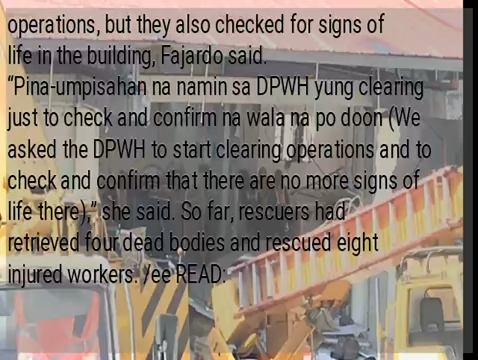 operations, but they also checked for signs of
life in the building, Fajardo said.
“Pina-umpisahan na namin sa DPWH yung clearing
just to check and confirm na wala na po doon (We
asked the DPWH to start clearing operations and to
check and confirm that there are no more signs of
life there),” she said. So far, rescuers had
retrieved four dead bodies and rescued eight
injured workers. /ee READ: